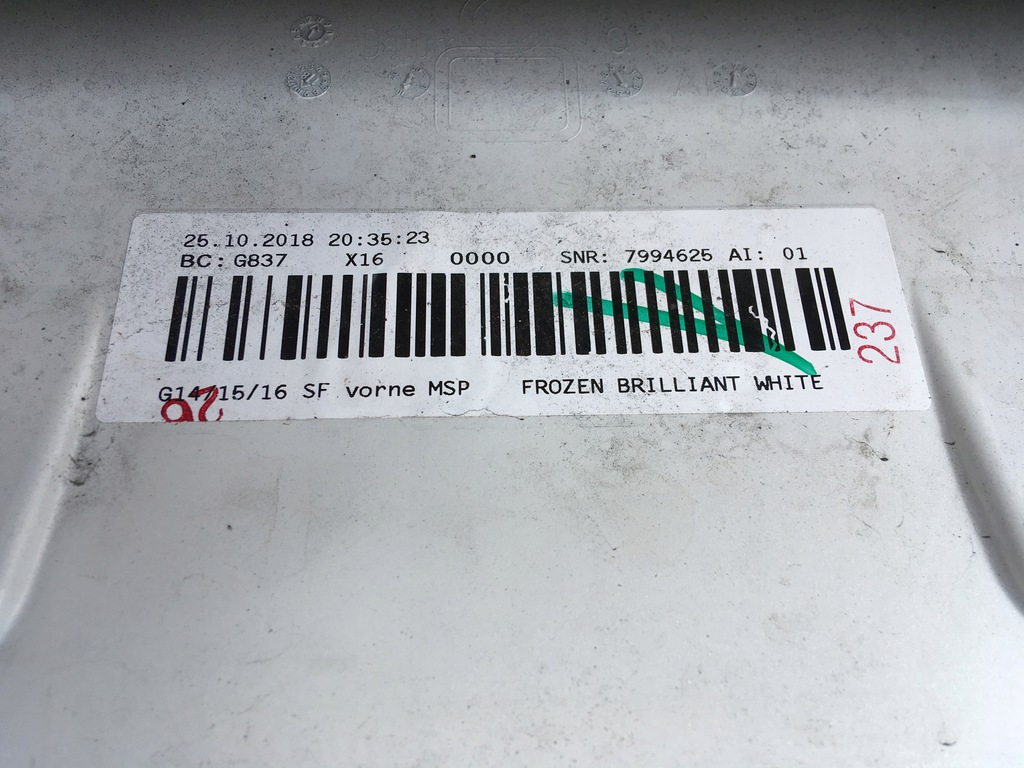 25.10.2018 20:35:23
BC: G837 X16 0000 SNR: 7994625 AI: 01
237
G14/15/16 SF vorne MSP FROZEN BRILLIANT WHITE
26